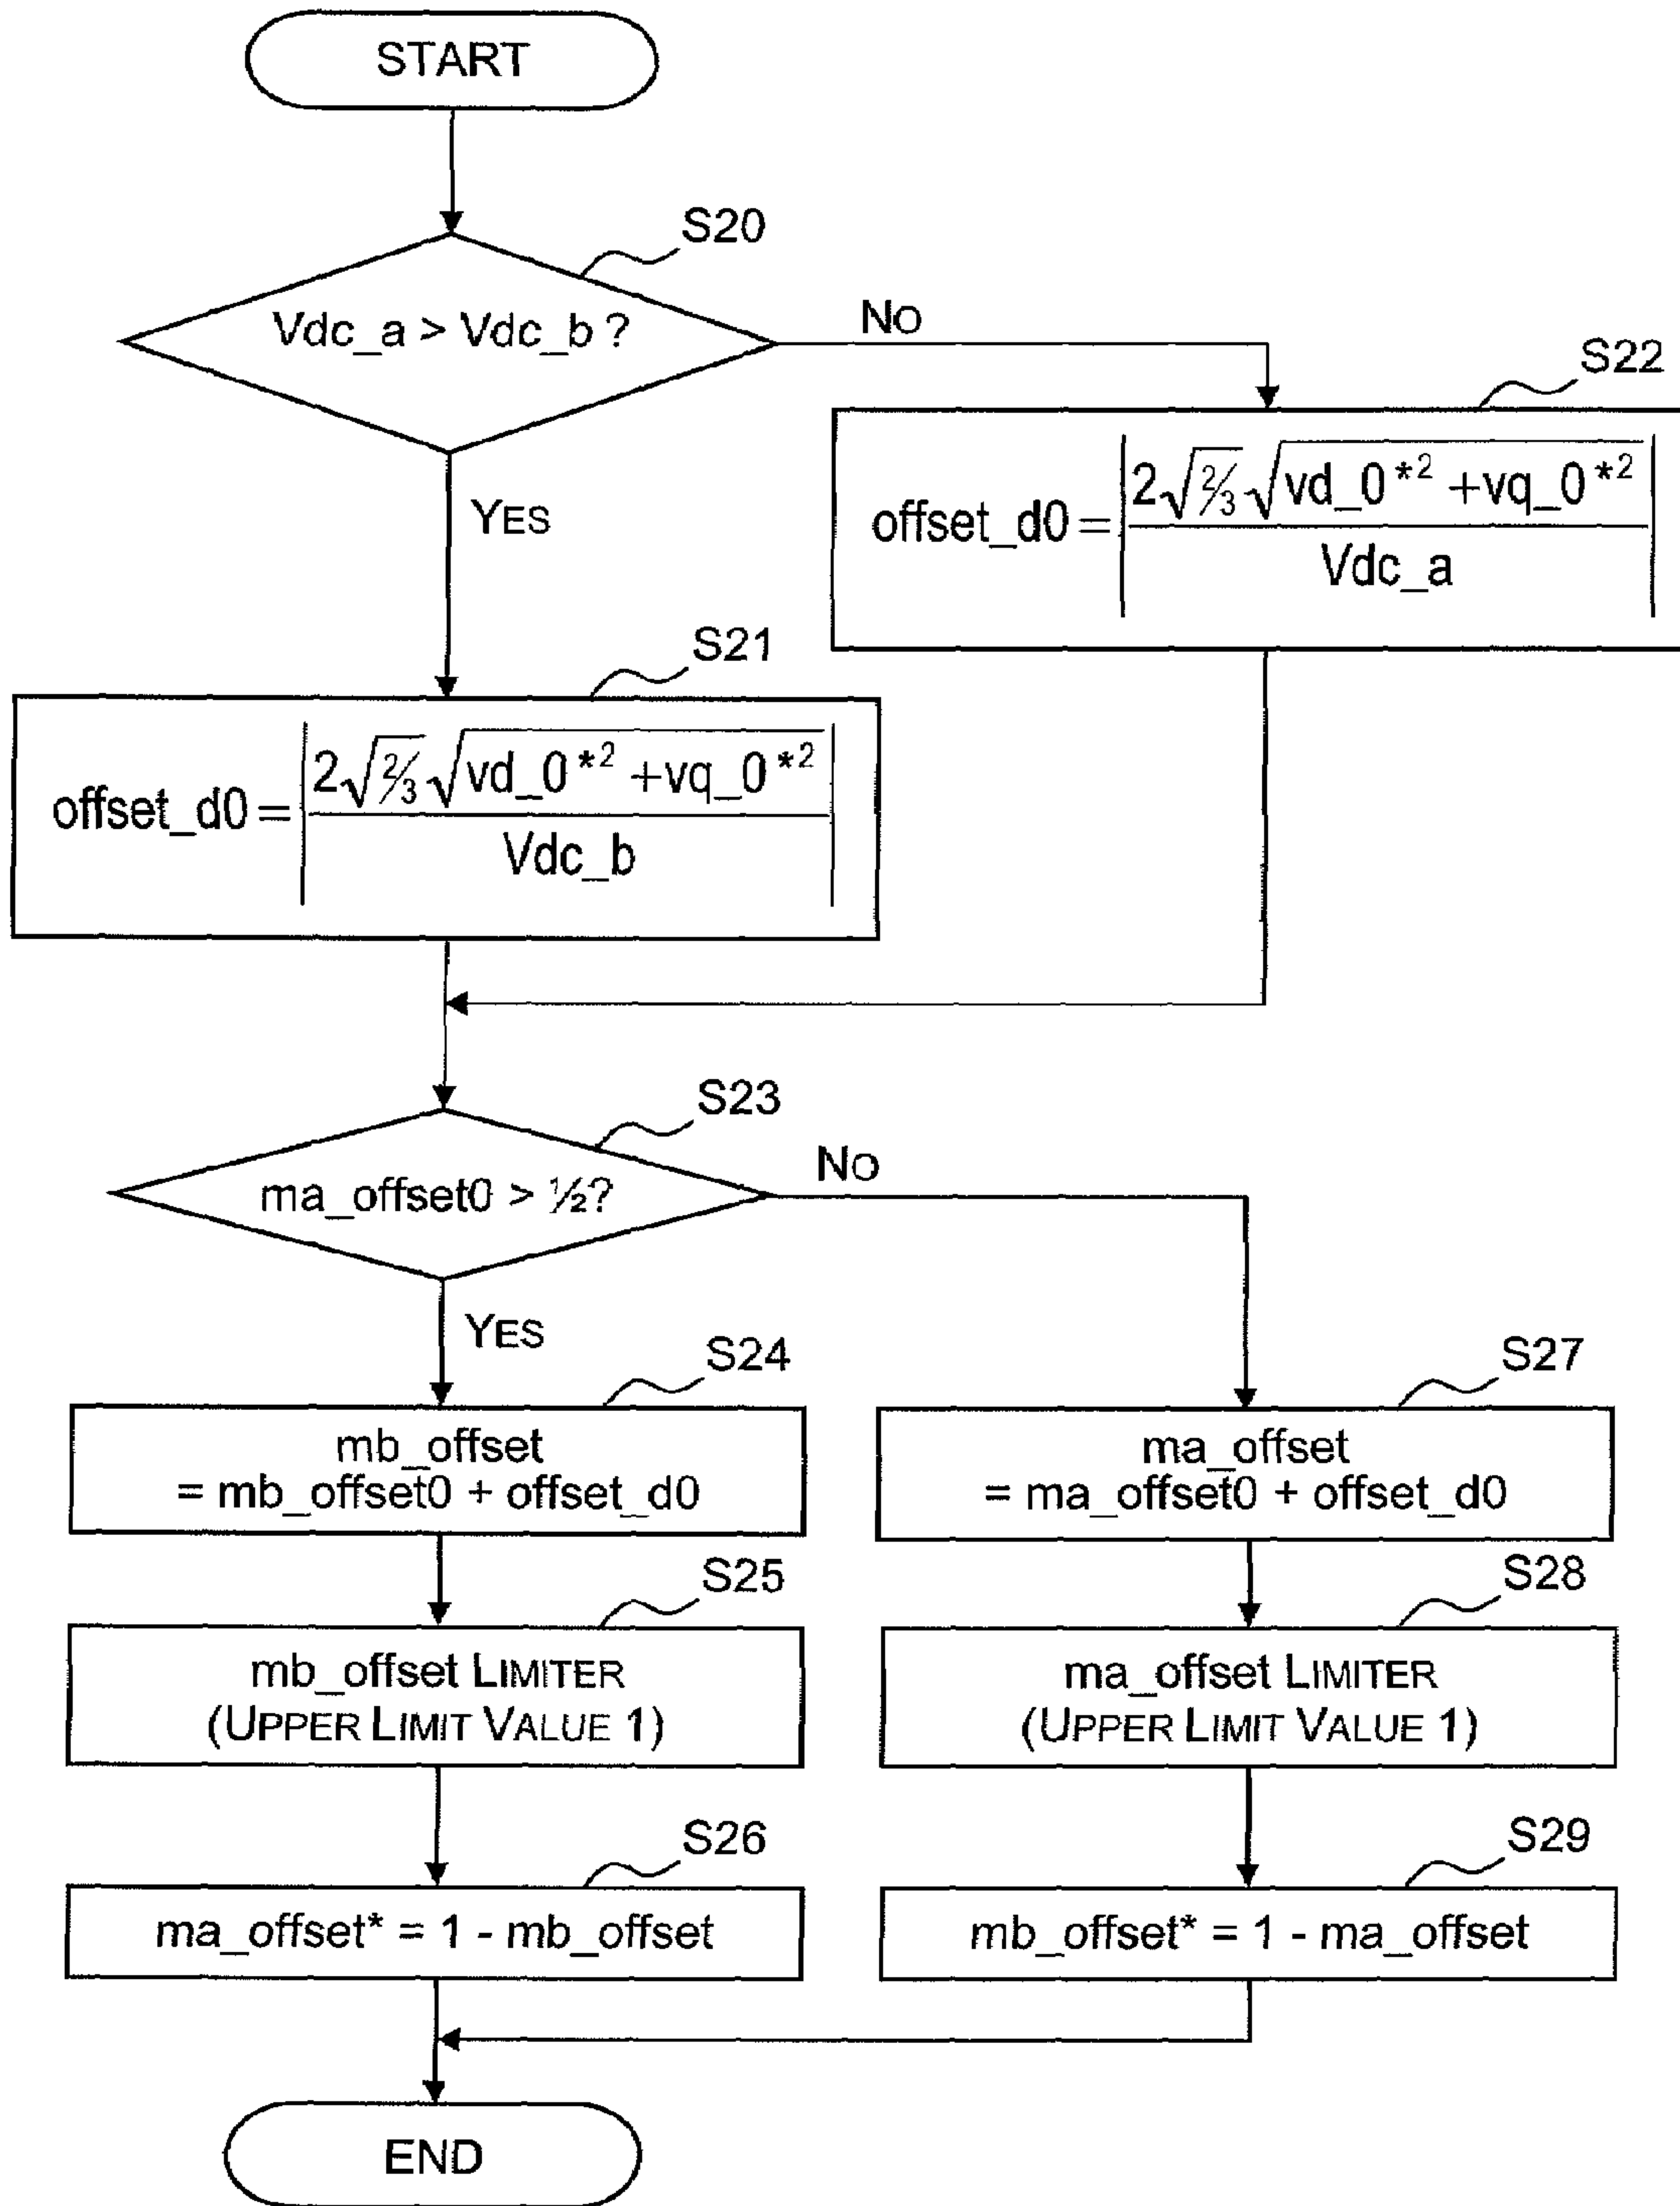 START
S20
Vdc_a > Vdc_b ?
NO
S22
offset_d0 = | 2√⅔ √vd_0*² + vq_0*² / Vdc_a |
YES
S21
offset_d0 = | 2√⅔ √vd_0*² + vq_0*² / Vdc_b |
S23
ma_offset0 > ½?
NO
YES
S24
mb_offset
= mb_offset0 + offset_d0
S27
ma_offset
= ma_offset0 + offset_d0
S25
mb_offset LIMITER
(UPPER LIMIT VALUE 1)
S28
ma_offset LIMITER
(UPPER LIMIT VALUE 1)
S26
ma_offset* = 1 - mb_offset
S29
mb_offset* = 1 - ma_offset
END